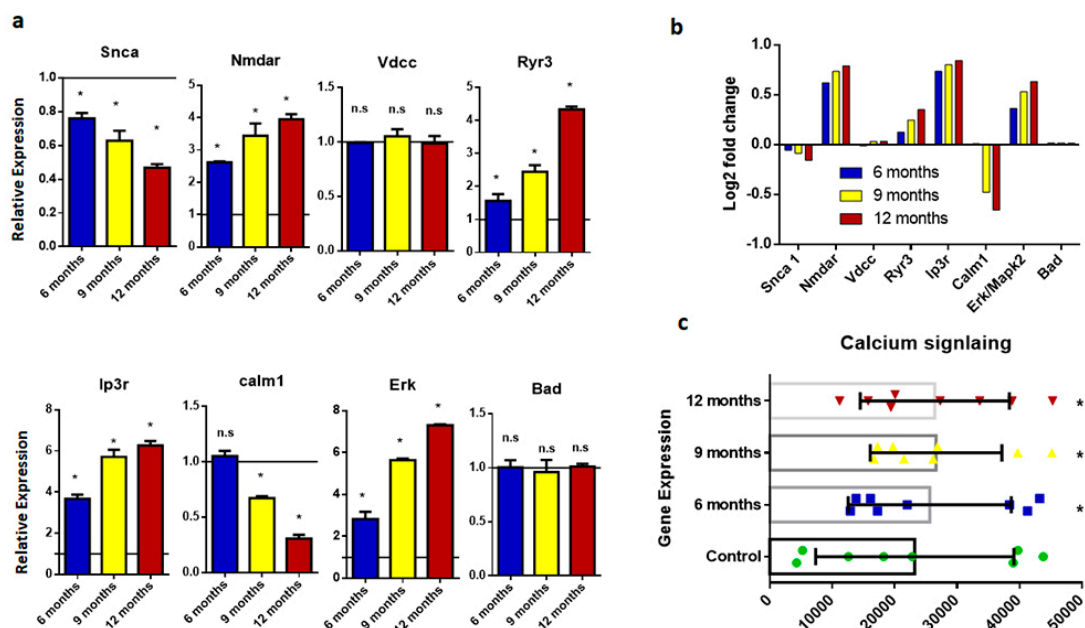 a
Snca
Relative Expression
1.0
0.8
0.6
0.4
0.2
0.0
*
*
*
6 months
9 months
12 months
Nmdar
5
4
3
2
1
0
*
*
*
6 months
9 months
12 months
Vdcc
1.5
1.0
0.5
0.0
n.s
n.s
n.s
6 months
9 months
12 months
Ryr3
5
4
3
2
1
0
*
*
*
6 months
9 months
12 months
b
Log2 fold change
1.0
0.5
0.0
-0.5
-1.0
6 months
9 months
12 months
Snca 1
Nmdar
Vdcc
Ryr3
Ip3r
Calm1
Erk/Mapk2
Bad
Ip3r
Relative Expression
8
6
4
2
0
*
*
*
6 months
9 months
12 months
calm1
1.5
1.0
0.5
0.0
n.s
*
*
6 months
9 months
12 months
Erk
8
6
4
2
0
*
*
*
6 months
9 months
12 months
Bad
1.5
1.0
0.5
0.0
n.s
n.s
n.s
6 months
9 months
12 months
c
Calcium signlaing
Gene Expression
12 months
*
9 months
*
6 months
*
Control
0
10000
20000
30000
40000
50000